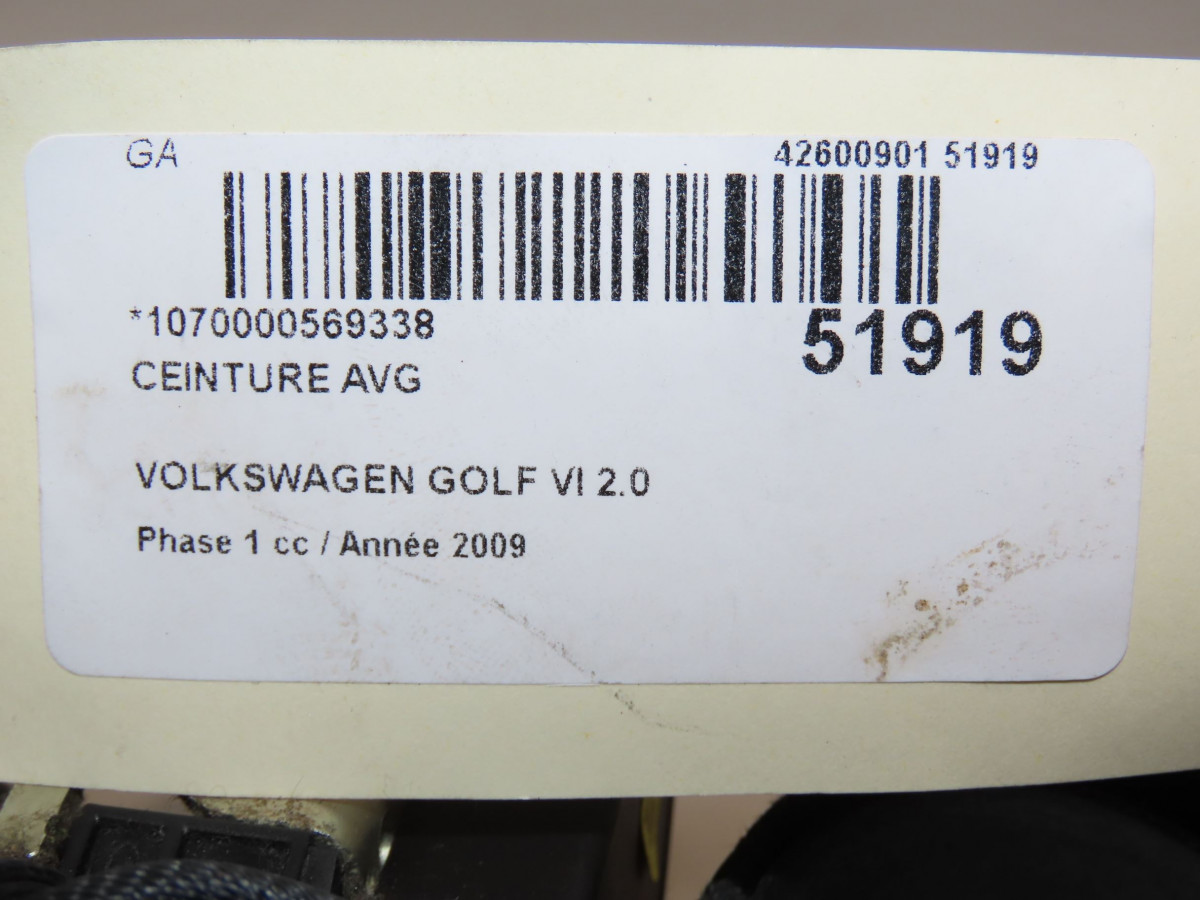 GA 42600901 51919
*1070000569338 51919
CEINTURE AVG
VOLKSWAGEN GOLF VI 2.0
Phase 1 cc / Année 2009